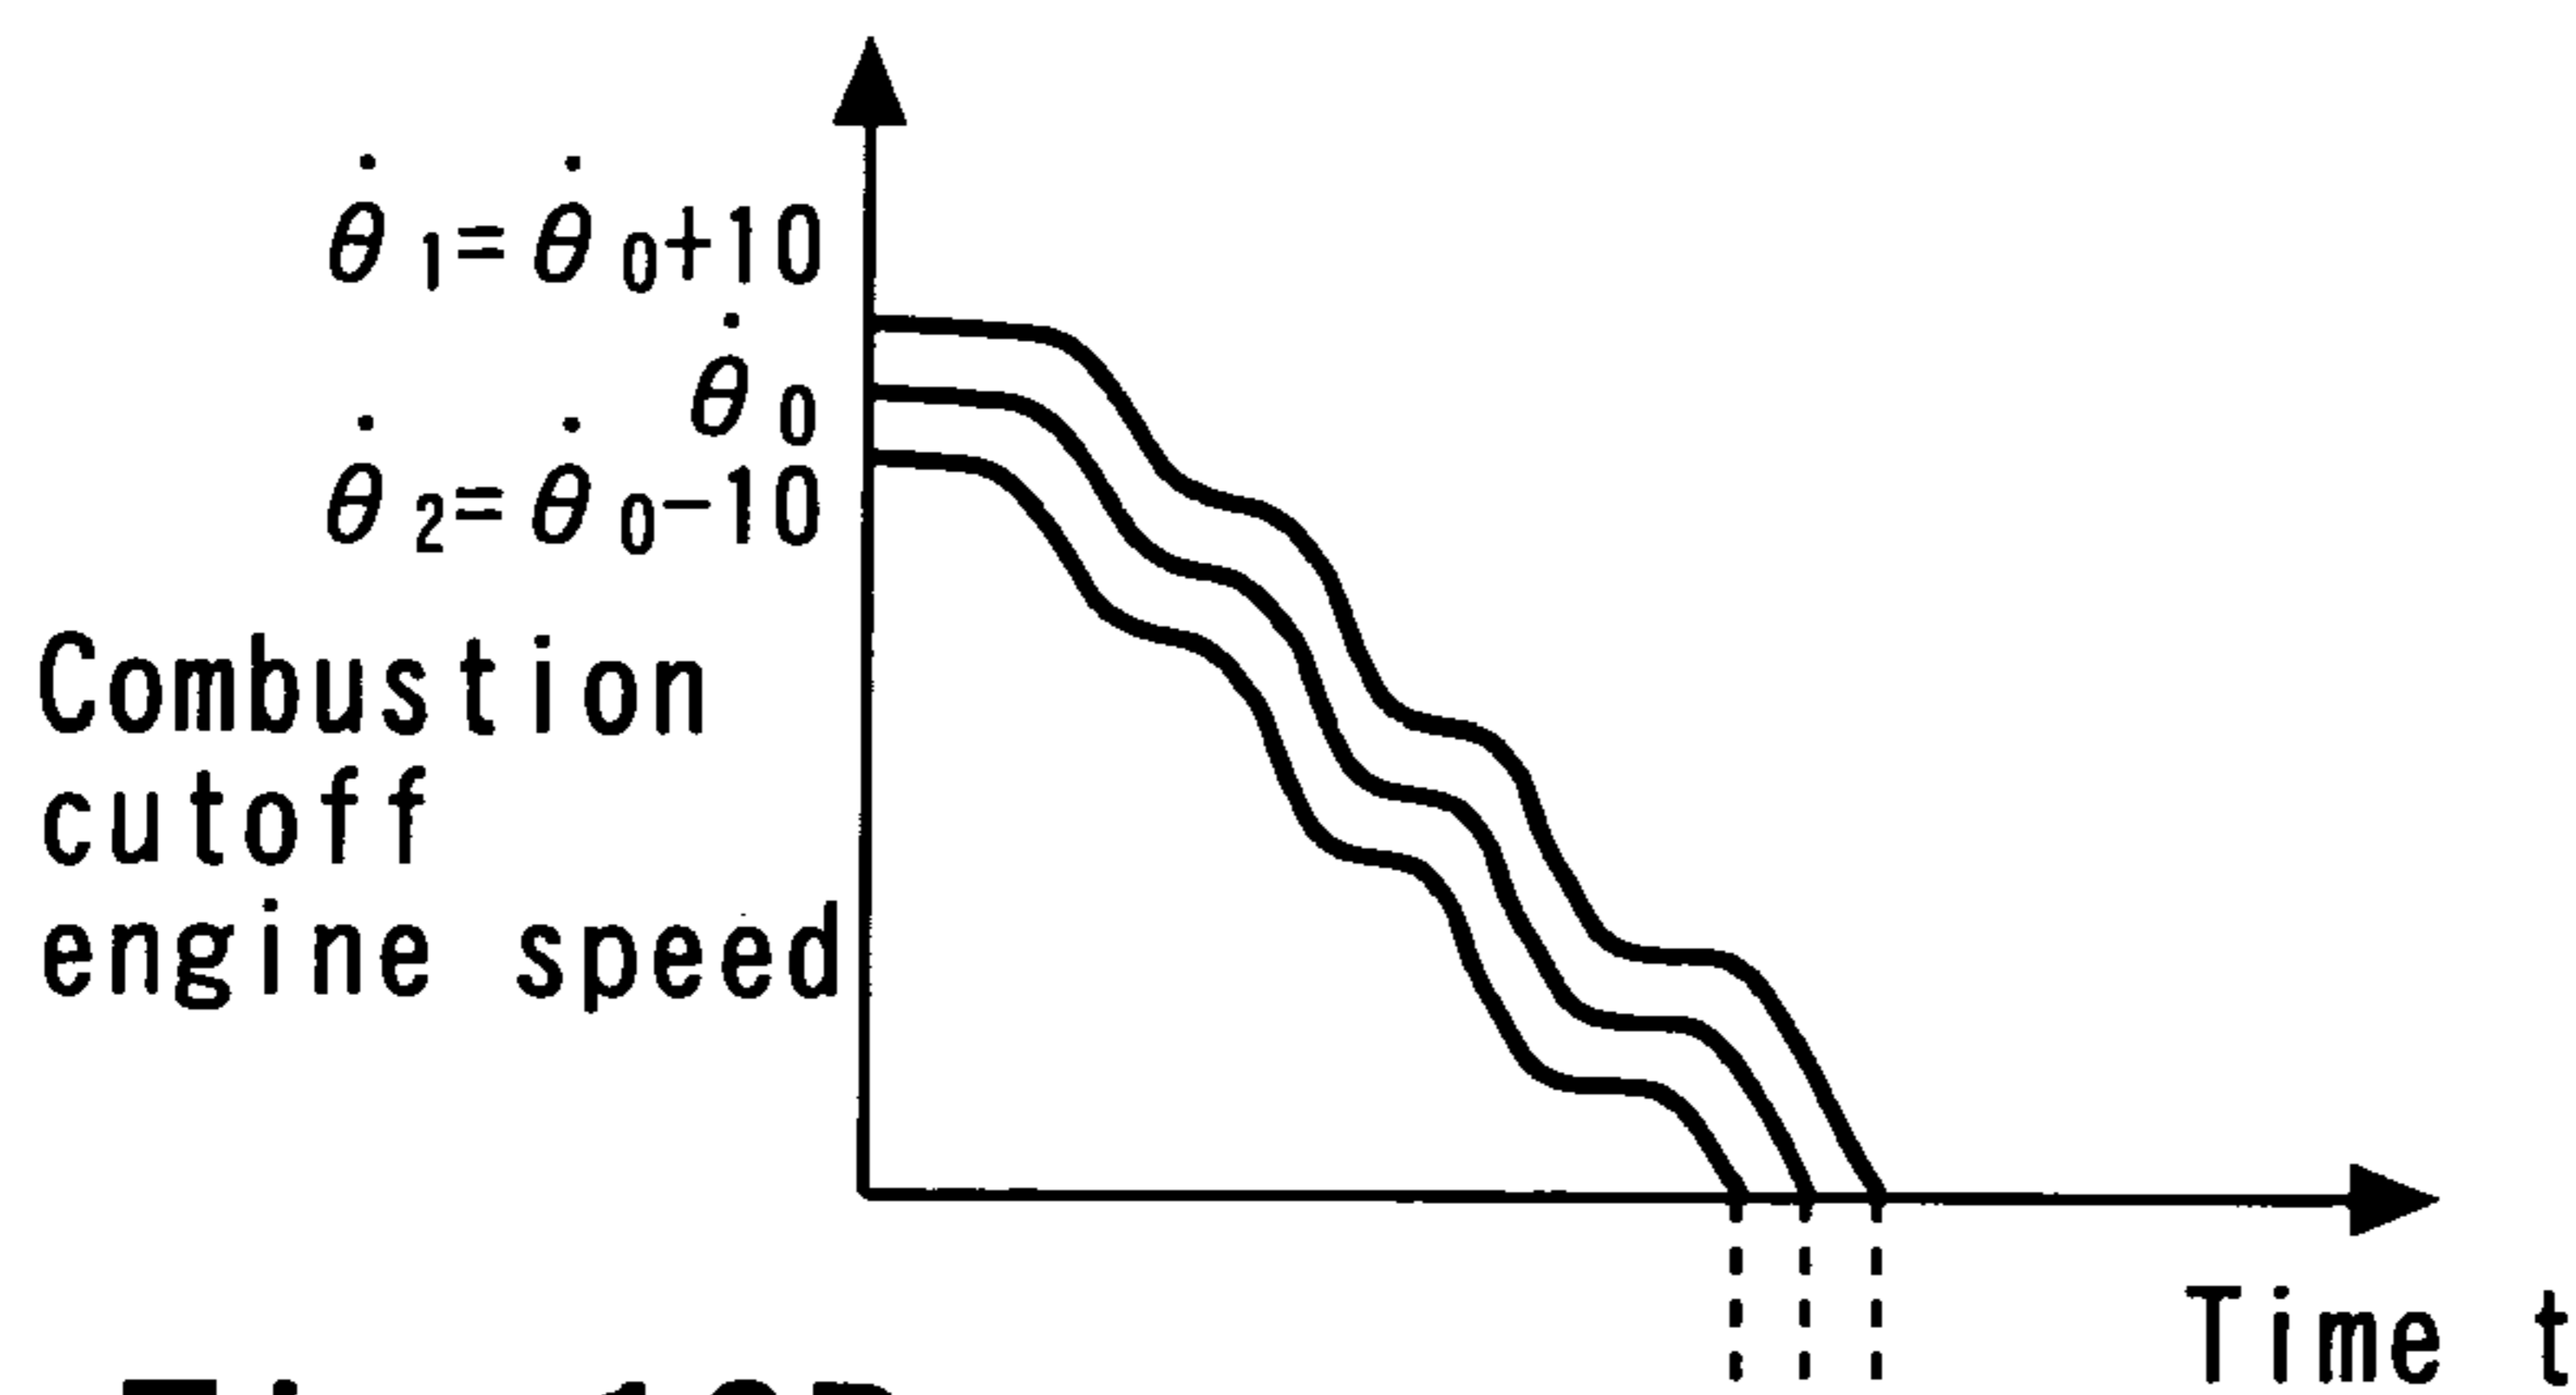 θ̇₁=θ̇₀+10
θ̇₀
θ̇₂=θ̇₀−10
Combustion
cutoff
engine speed
Time t